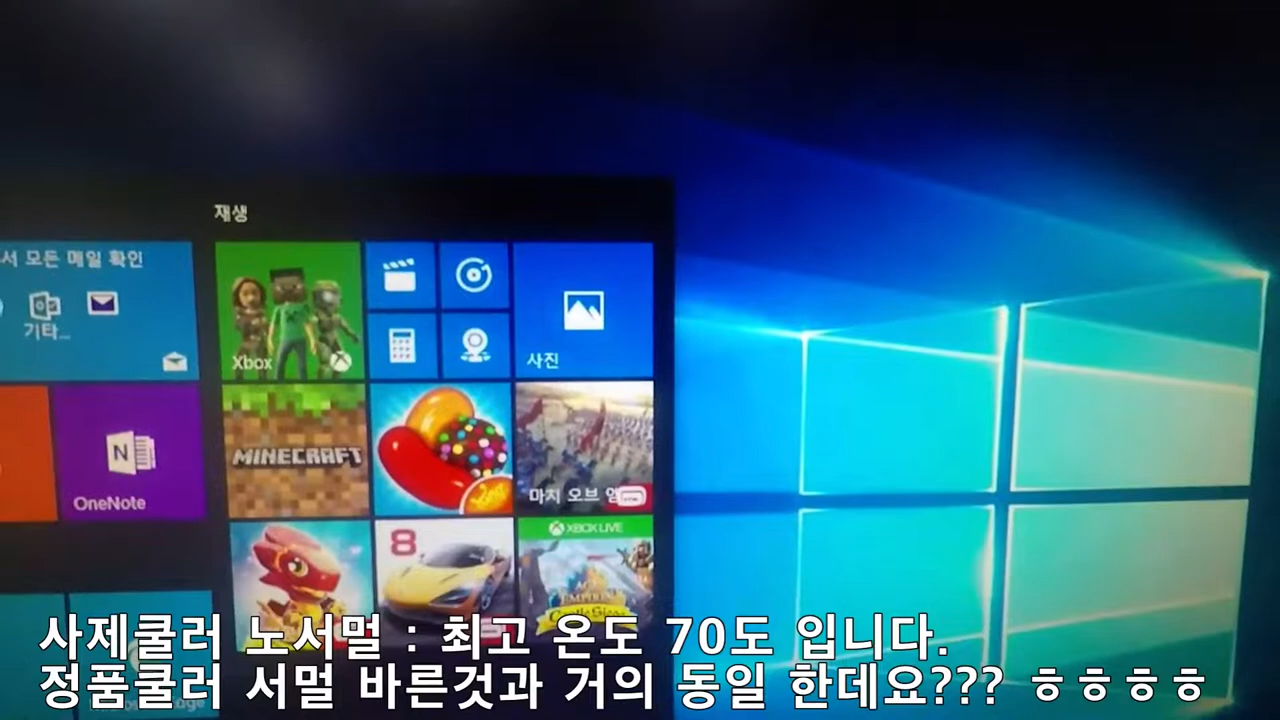 재생
서 모든 메일 확인
기타...
Xbox
사진
OneNote
MINECRAFT
마치 오브
XBOX LIVE
8
Castle Siege
사제쿨러 노서멀 : 최고 온도 70도 입니다.
정품쿨러 서멀 바른것과 거의 동일 한데요??? ㅎㅎㅎㅎ